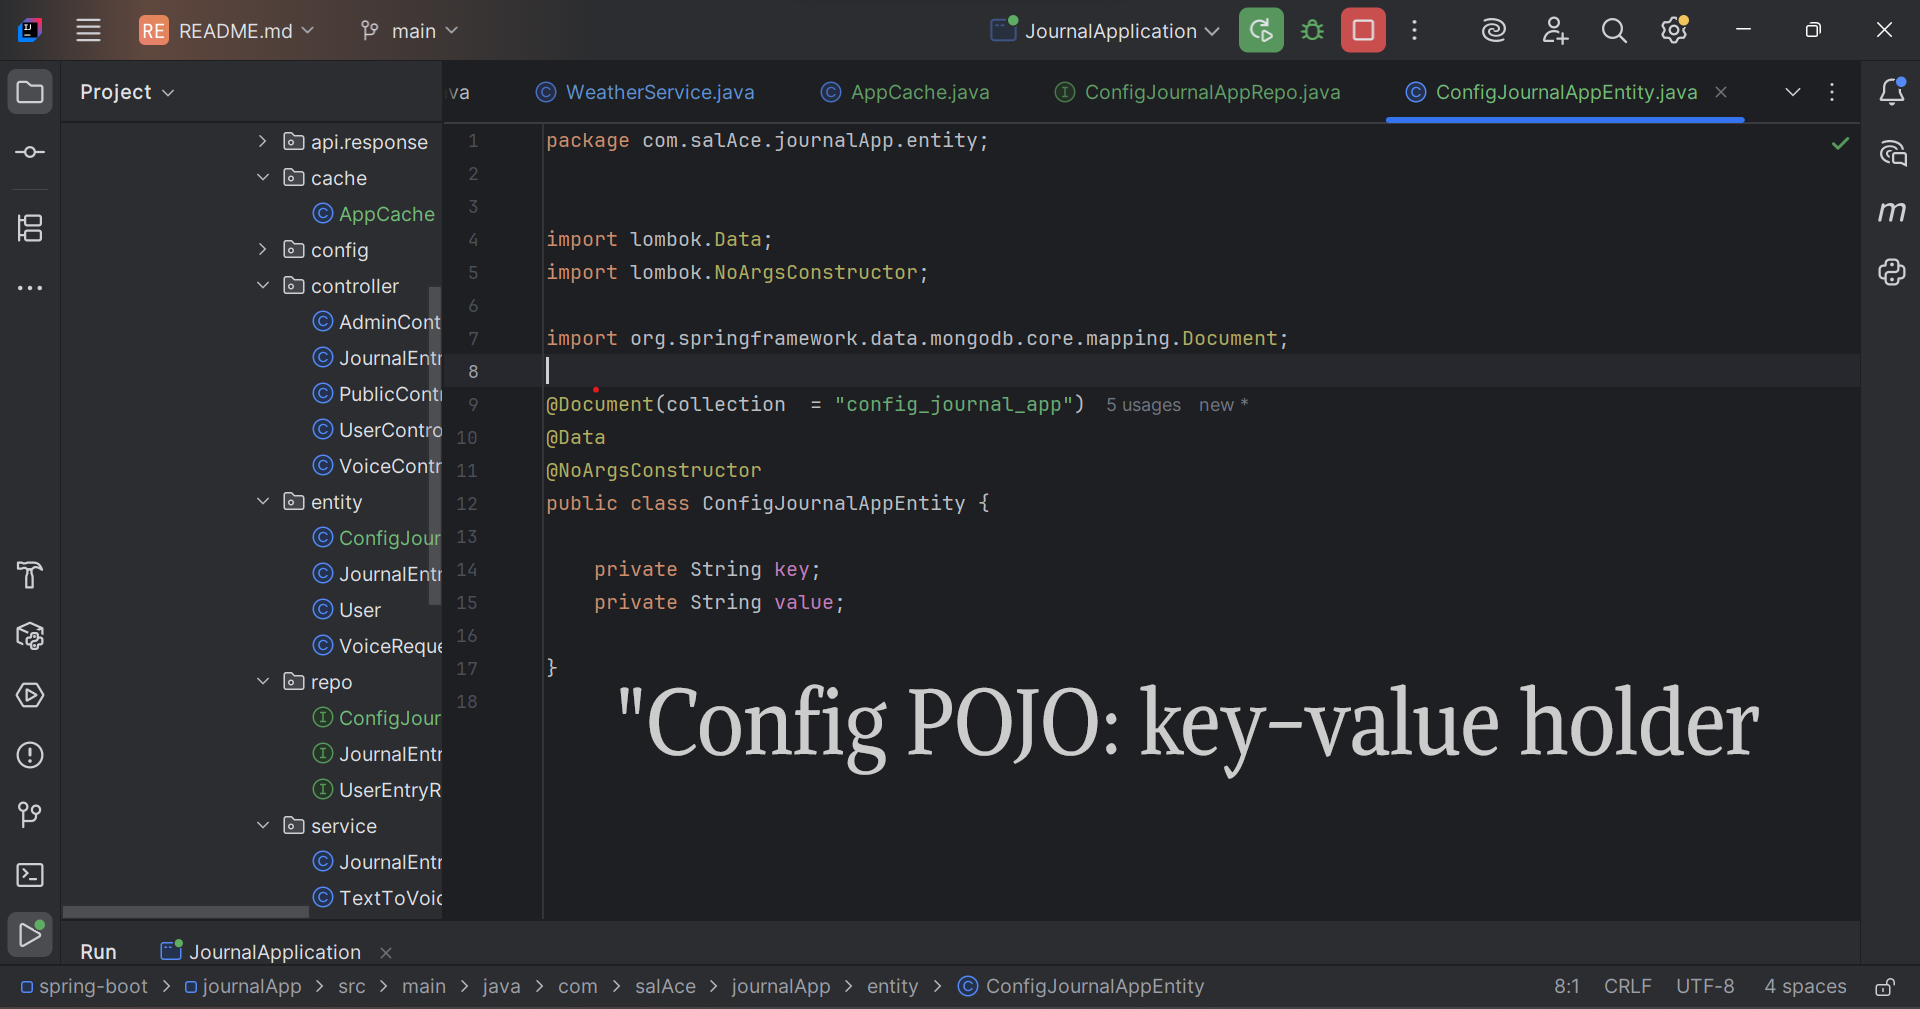 RE README.md main JournalApplication
Project
va WeatherService.java AppCache.java ConfigJournalAppRepo.java ConfigJournalAppEntity.java
api.response
cache
AppCache
config
controller
AdminCont
JournalEntr
PublicCont
UserContro
VoiceContr
entity
ConfigJour
JournalEntr
User
VoiceReque
repo
ConfigJour
JournalEntr
UserEntryR
service
JournalEntr
TextToVoic
1 package com.salAce.journalApp.entity;
2
3
4 import lombok.Data;
5 import lombok.NoArgsConstructor;
6
7 import org.springframework.data.mongodb.core.mapping.Document;
8
9 @Document(collection  = "config_journal_app") 5 usages new *
10 @Data
11 @NoArgsConstructor
12 public class ConfigJournalAppEntity {
13
14 private String key;
15 private String value;
16
17 }
18
"Config POJO: key-value holder
Run JournalApplication
spring-boot > journalApp > src > main > java > com > salAce > journalApp > entity > ConfigJournalAppEntity 8:1 CRLF UTF-8 4 spaces